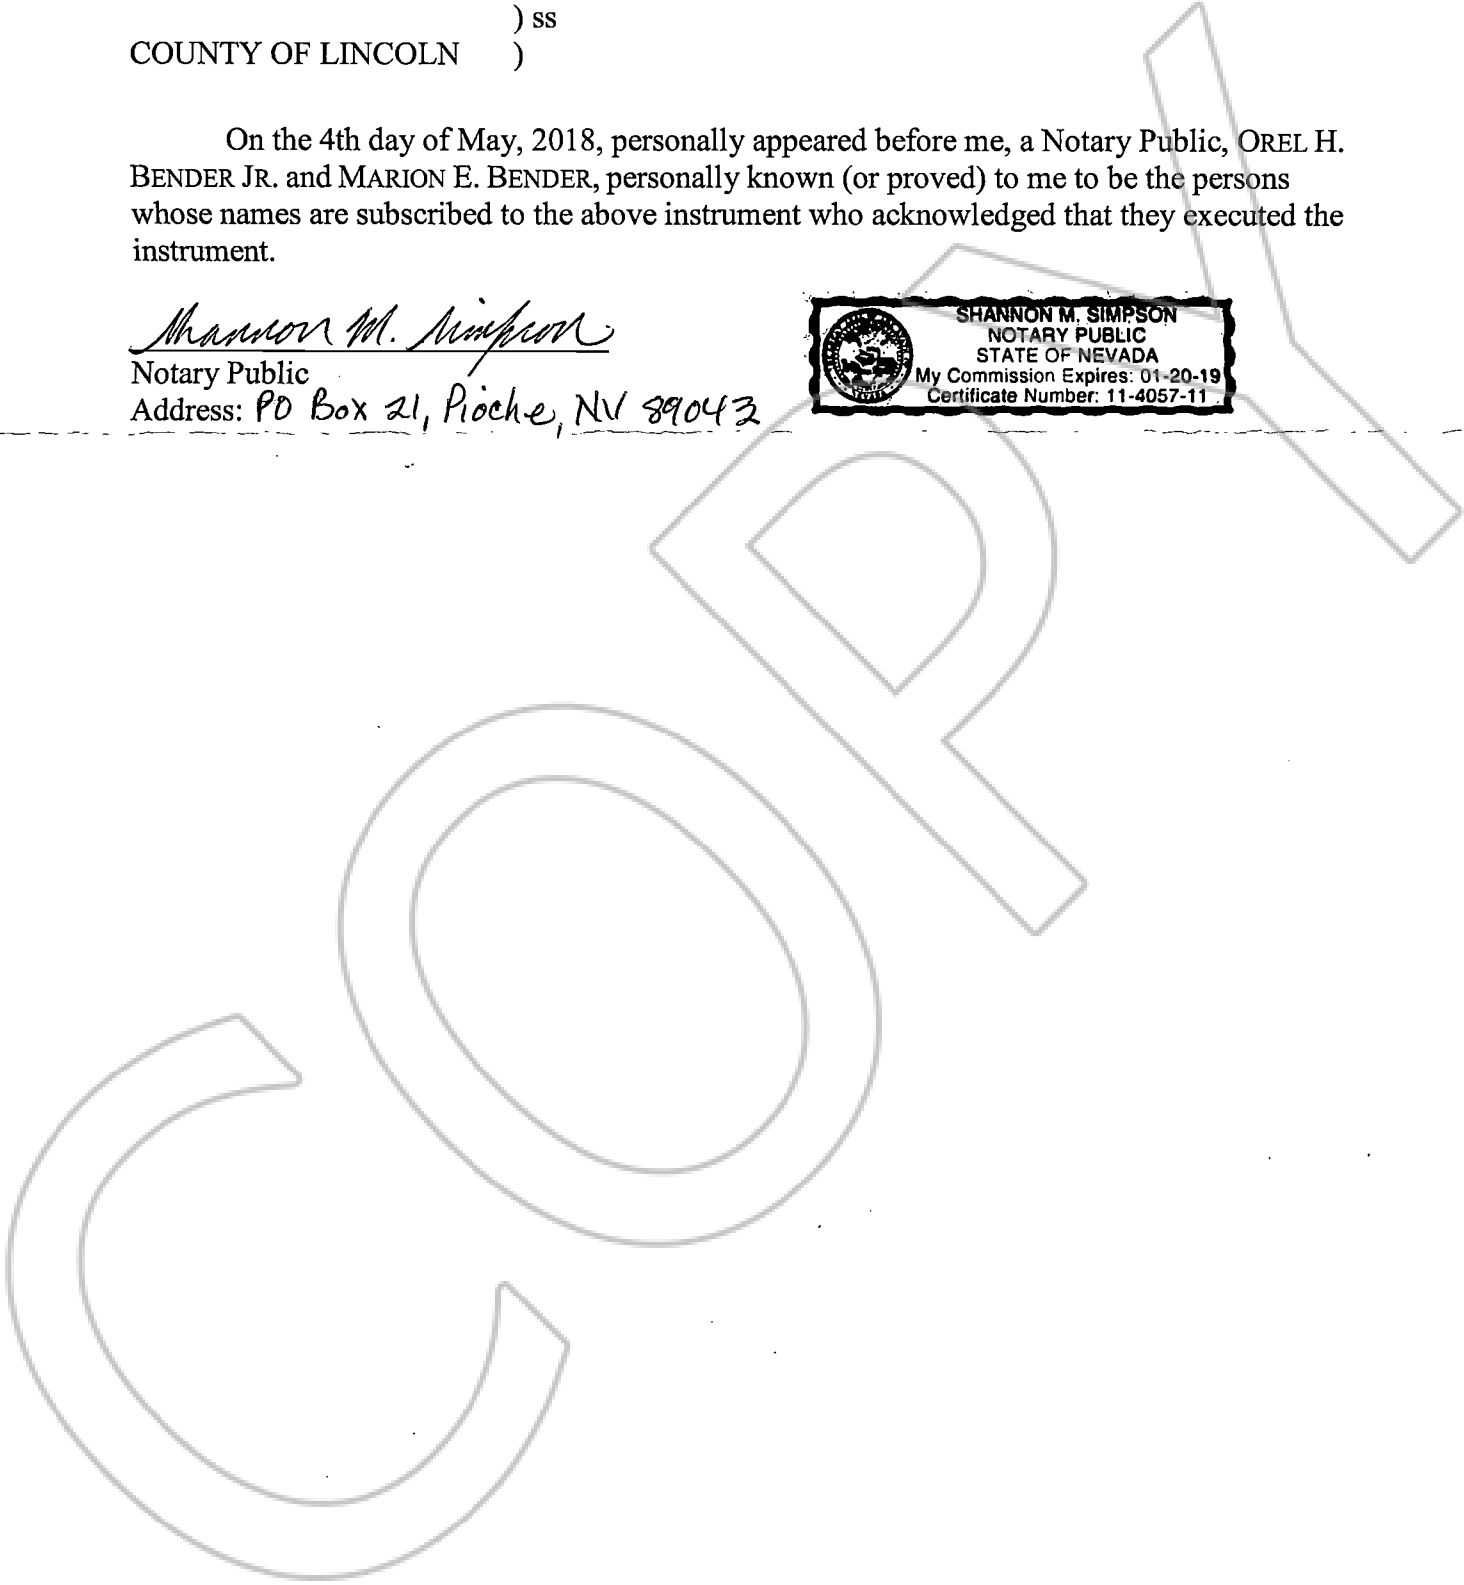 ) ss
COUNTY OF LINCOLN )
On the 4th day of May, 2018, personally appeared before me, a Notary Public, OREL H.
BENDER JR. and MARION E. BENDER, personally known (or proved) to me to be the persons
whose names are subscribed to the above instrument who acknowledged that they executed the
instrument.
Shannon M. Simpson
Notary Public
Address: PO Box 21, Pioche, NV 89043
SHANNON M. SIMPSON
NOTARY PUBLIC
STATE OF NEVADA
My Commission Expires: 01-20-19
Certificate Number: 11-4057-11
COPY